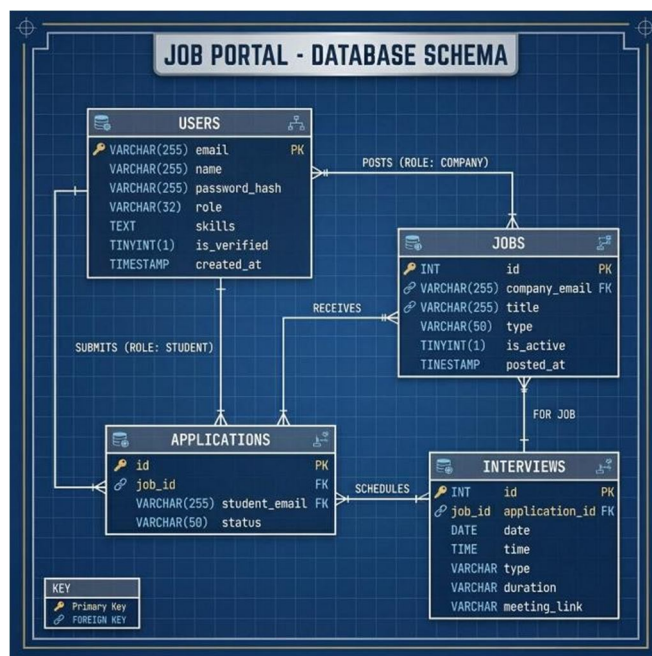 JOB PORTAL - DATABASE SCHEMA
USERS
VARCHAR(255) email PK
VARCHAR(255) name
VARCHAR(255) password_hash
VARCHAR(32) role
TEXT skills
TINYINT(1) is_verified
TIMESTAMP created_at
POSTS (ROLE: COMPANY)
JOBS
INT id PK
VARCHAR(255) company_email FK
VARCHAR(255) title
VARCHAR(50) type
TINYINT(1) is_active
TINESTAMP posted_at
RECEIVES
SUBMITS (ROLE: STUDENT)
FOR JOB
APPLICATIONS
id PK
job_id FK
VARCHAR(255) student_email FK
VARCHAR(50) status
SCHEDULES
INTERVIEWS
INT id PK
job_id application_id FK
DATE date
TIME time
VARCHAR type
VARCHAR duration
VARCHAR meeting_link
KEY
Primary Key
FOREIGN KEY